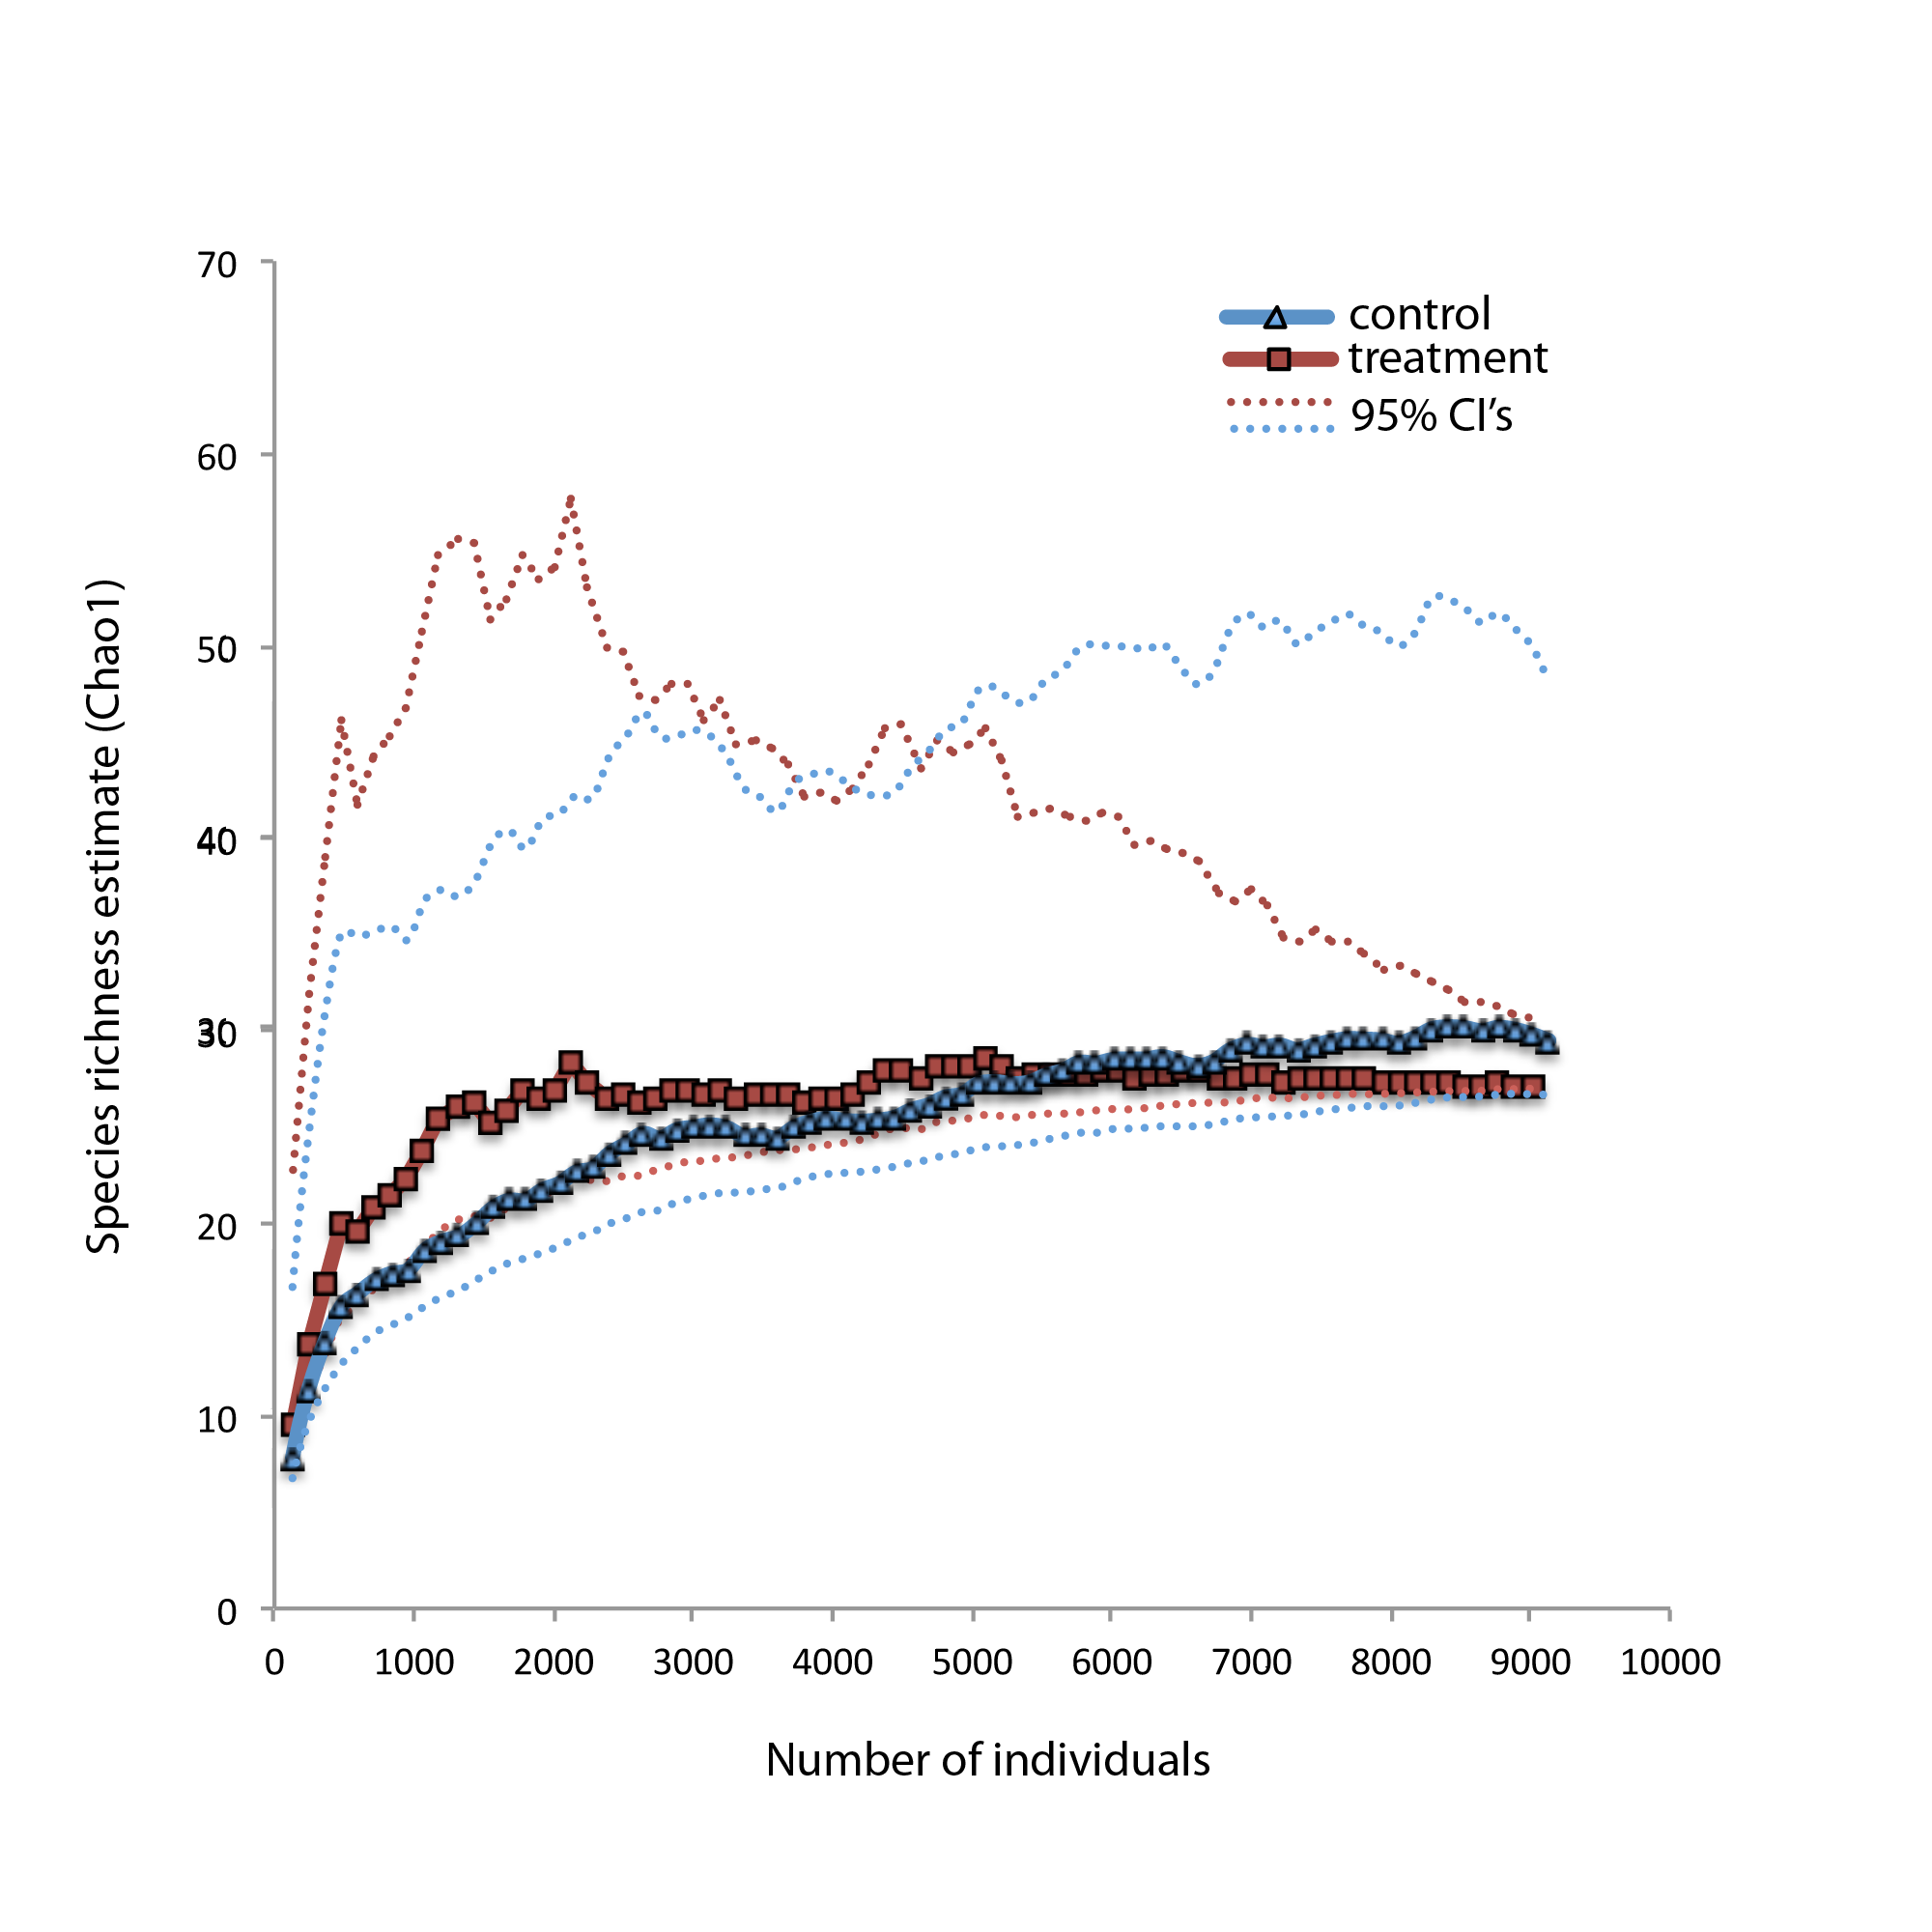 70
60
50
40
30
20
10
0
Species richness estimate (Chao1)
control
treatment
95% CI’s
0 1000 2000 3000 4000 5000 6000 7000 8000 9000 10000
Number of individuals